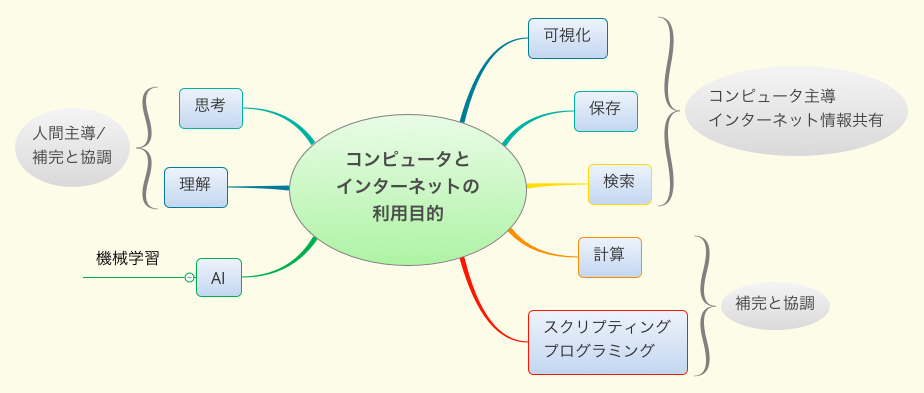 コンピュータと
インターネットの
利用目的
可視化
保存
検索
コンピュータ主導
インターネット情報共有
計算
スクリプティング
プログラミング
補完と協調
思考
理解
人間主導/
補完と協調
AI
機械学習